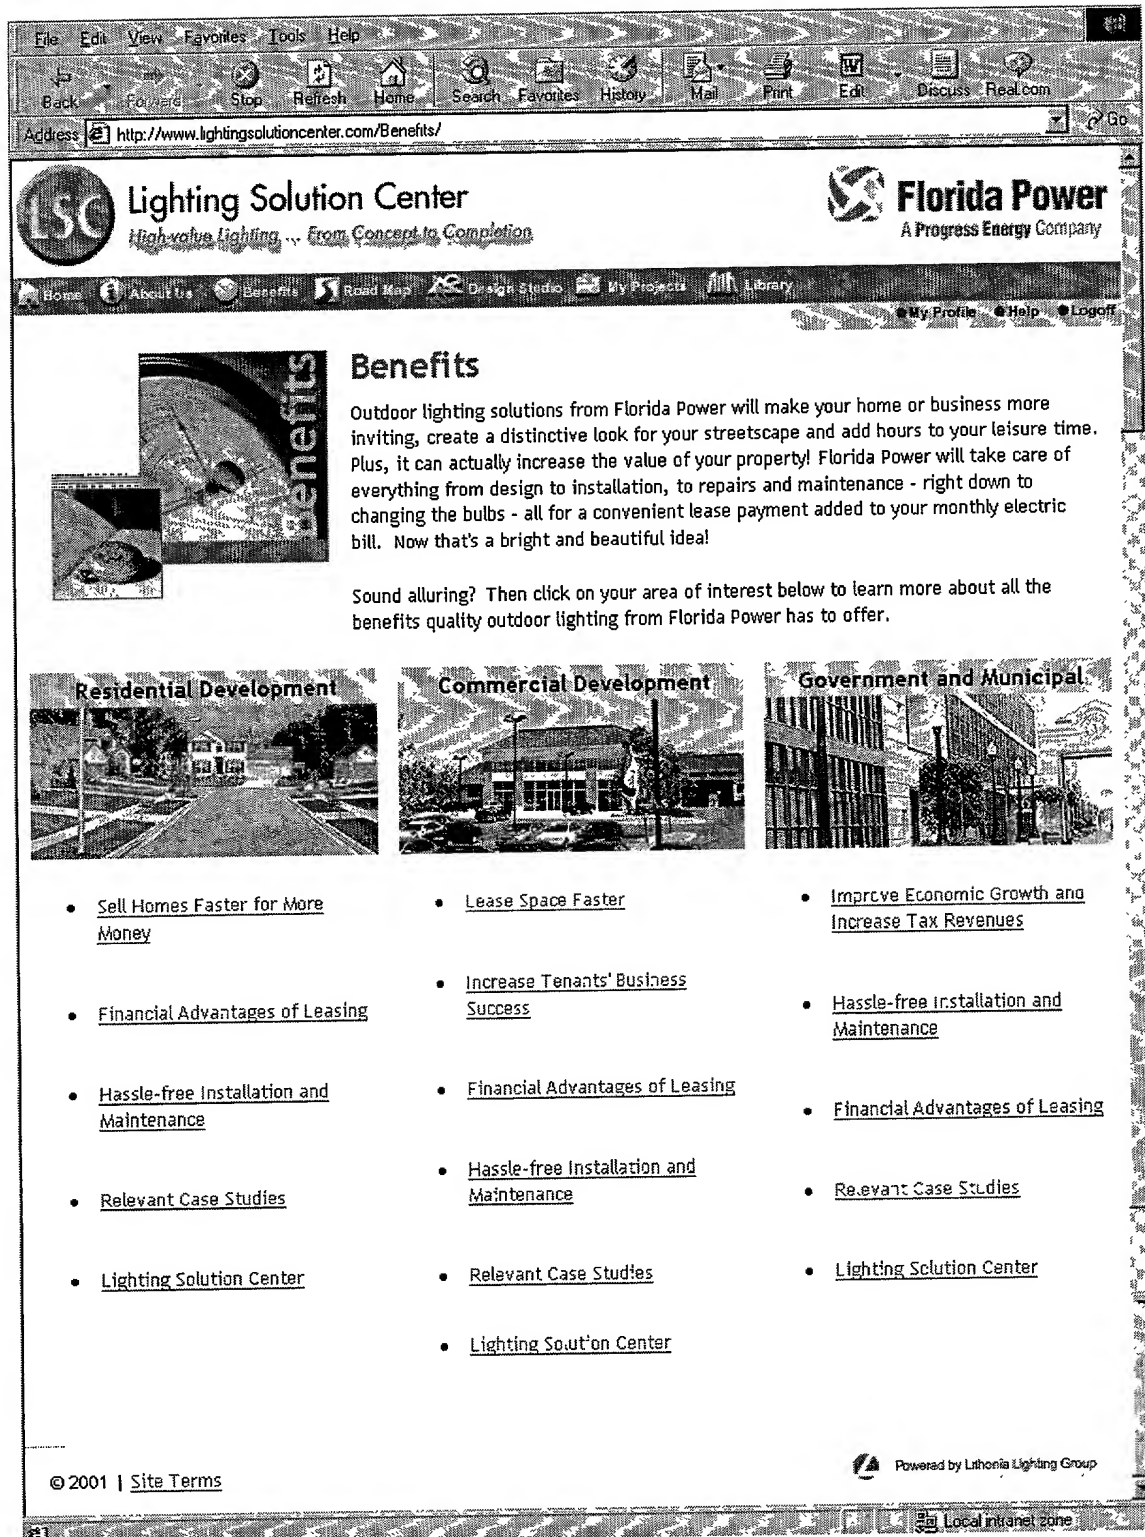 File Edit View Favorites Tools Help
Back Forward Stop Refresh Home Search Favorites History Mail Print Edit Discuss Real.com
Address http://www.lightingsolutioncenter.com/Benefits/ Go
LSC
Lighting Solution Center
High-value Lighting ... From Concept to Completion
Florida Power
A Progress Energy Company
Home About Us Benefits Road Map Design Studio My Projects Library
My Profile Help Logoff
Benefits
Benefits
Outdoor lighting solutions from Florida Power will make your home or business more
inviting, create a distinctive look for your streetscape and add hours to your leisure time.
Plus, it can actually increase the value of your property! Florida Power will take care of
everything from design to installation, to repairs and maintenance - right down to
changing the bulbs - all for a convenient lease payment added to your monthly electric
bill. Now that's a bright and beautiful idea!
Sound alluring? Then click on your area of interest below to learn more about all the
benefits quality outdoor lighting from Florida Power has to offer.
Residential Development
• Sell Homes Faster for More
Money
• Financial Advantages of Leasing
• Hassle-free Installation and
Maintenance
• Relevant Case Studies
• Lighting Solution Center
Commercial Development
• Lease Space Faster
• Increase Tenants' Business
Success
• Financial Advantages of Leasing
• Hassle-free Installation and
Maintenance
• Relevant Case Studies
• Lighting Solution Center
Government and Municipal
• Improve Economic Growth and
Increase Tax Revenues
• Hassle-free Installation and
Maintenance
• Financial Advantages of Leasing
• Relevant Case Studies
• Lighting Solution Center
© 2001 | Site Terms
Powered by Lithonia Lighting Group
Local intranet zone